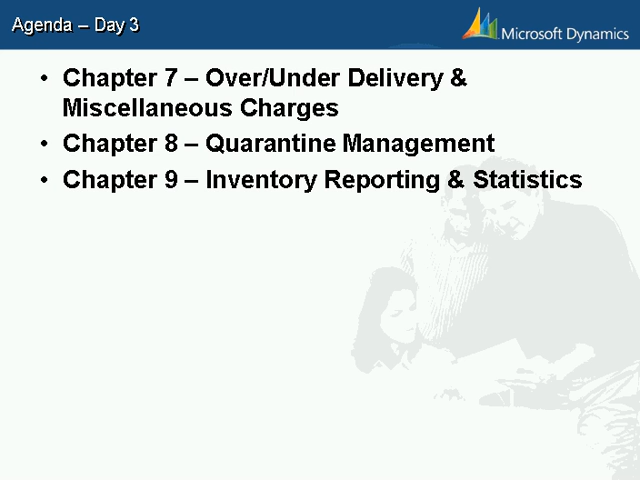 Agenda – Day 3
Microsoft Dynamics
• Chapter 7 – Over/Under Delivery &
Miscellaneous Charges
• Chapter 8 – Quarantine Management
• Chapter 9 – Inventory Reporting & Statistics